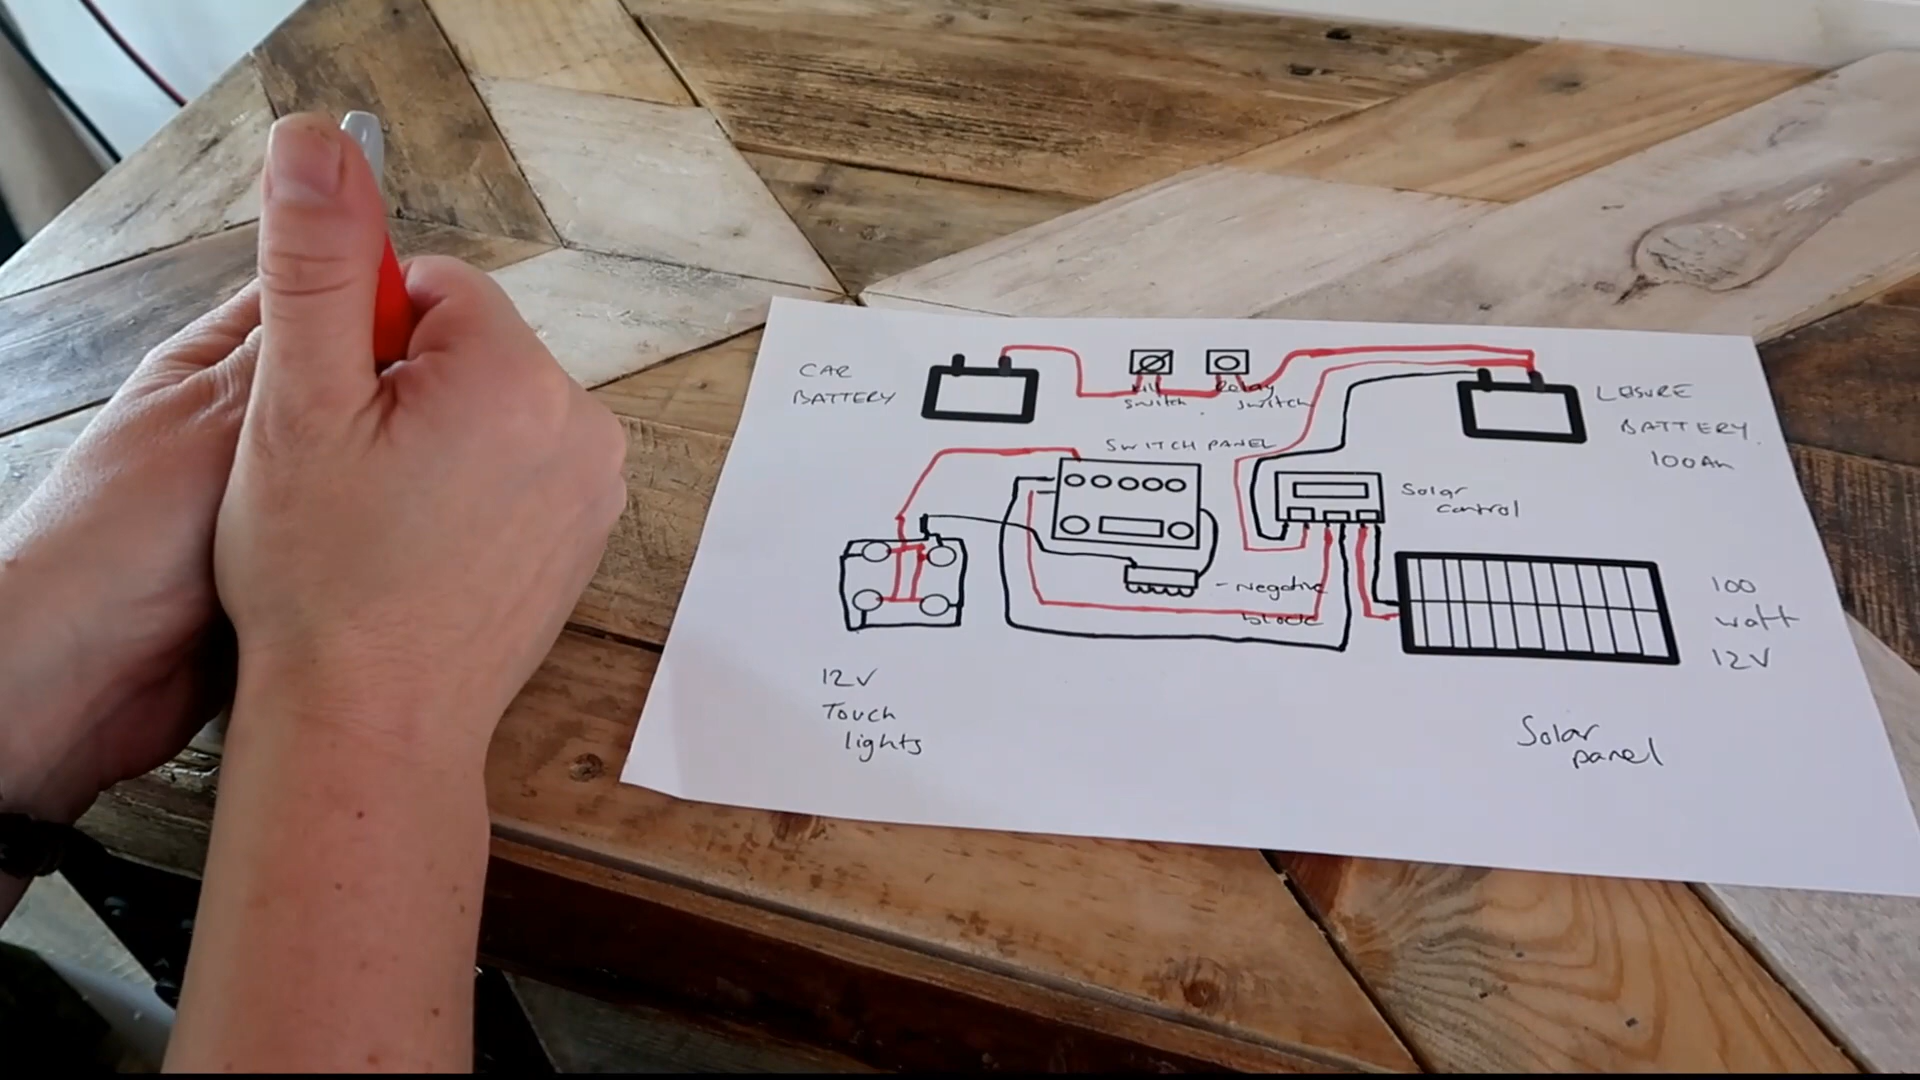 CAR
BATTERY
Kill
switch
Relay
switch
LESURE
BATTERY.
100Ah
SWITCH PANEL
Solar
control
- Negative
block
100
watt
12V
12V
Touch
lights
Solar
panel